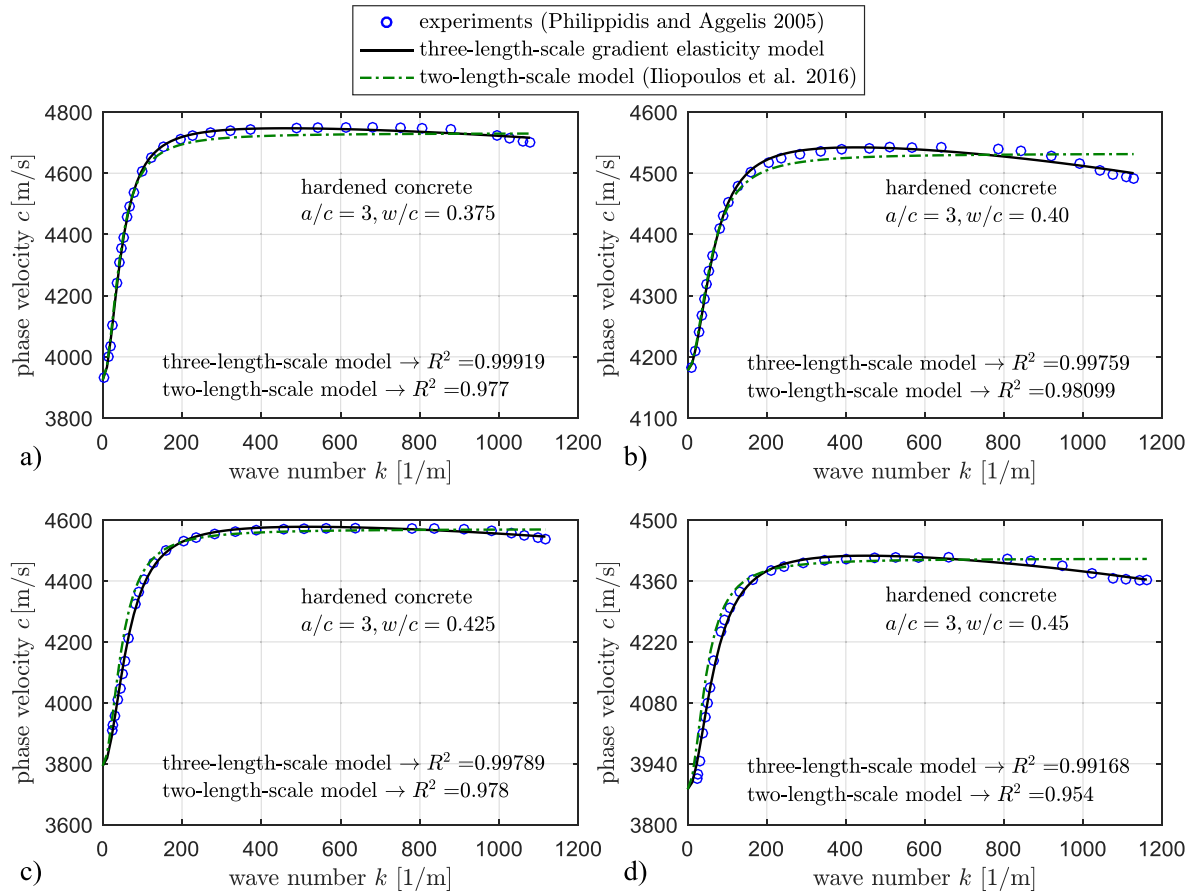 experiments (Philippidis and Aggelis 2005)
three-length-scale gradient elasticity model
two-length-scale model (Iliopoulos et al. 2016)
4800
4600
4400
4200
4000
3800
phase velocity c [m/s]
hardened concrete
a/c = 3, w/c = 0.375
three-length-scale model → R² =0.99919
two-length-scale model → R² =0.977
0 200 400 600 800 1000 1200
wave number k [1/m]
a)
4600
4500
4400
4300
4200
4100
phase velocity c [m/s]
hardened concrete
a/c = 3, w/c = 0.40
three-length-scale model → R² =0.99759
two-length-scale model → R² =0.98099
0 200 400 600 800 1000 1200
wave number k [1/m]
b)
4600
4400
4200
4000
3800
3600
phase velocity c [m/s]
hardened concrete
a/c = 3, w/c = 0.425
three-length-scale model → R² =0.99789
two-length-scale model → R² =0.978
0 200 400 600 800 1000 1200
wave number k [1/m]
c)
4500
4360
4220
4080
3940
3800
phase velocity c [m/s]
hardened concrete
a/c = 3, w/c = 0.45
three-length-scale model → R² =0.99168
two-length-scale model → R² =0.954
0 200 400 600 800 1000 1200
wave number k [1/m]
d)